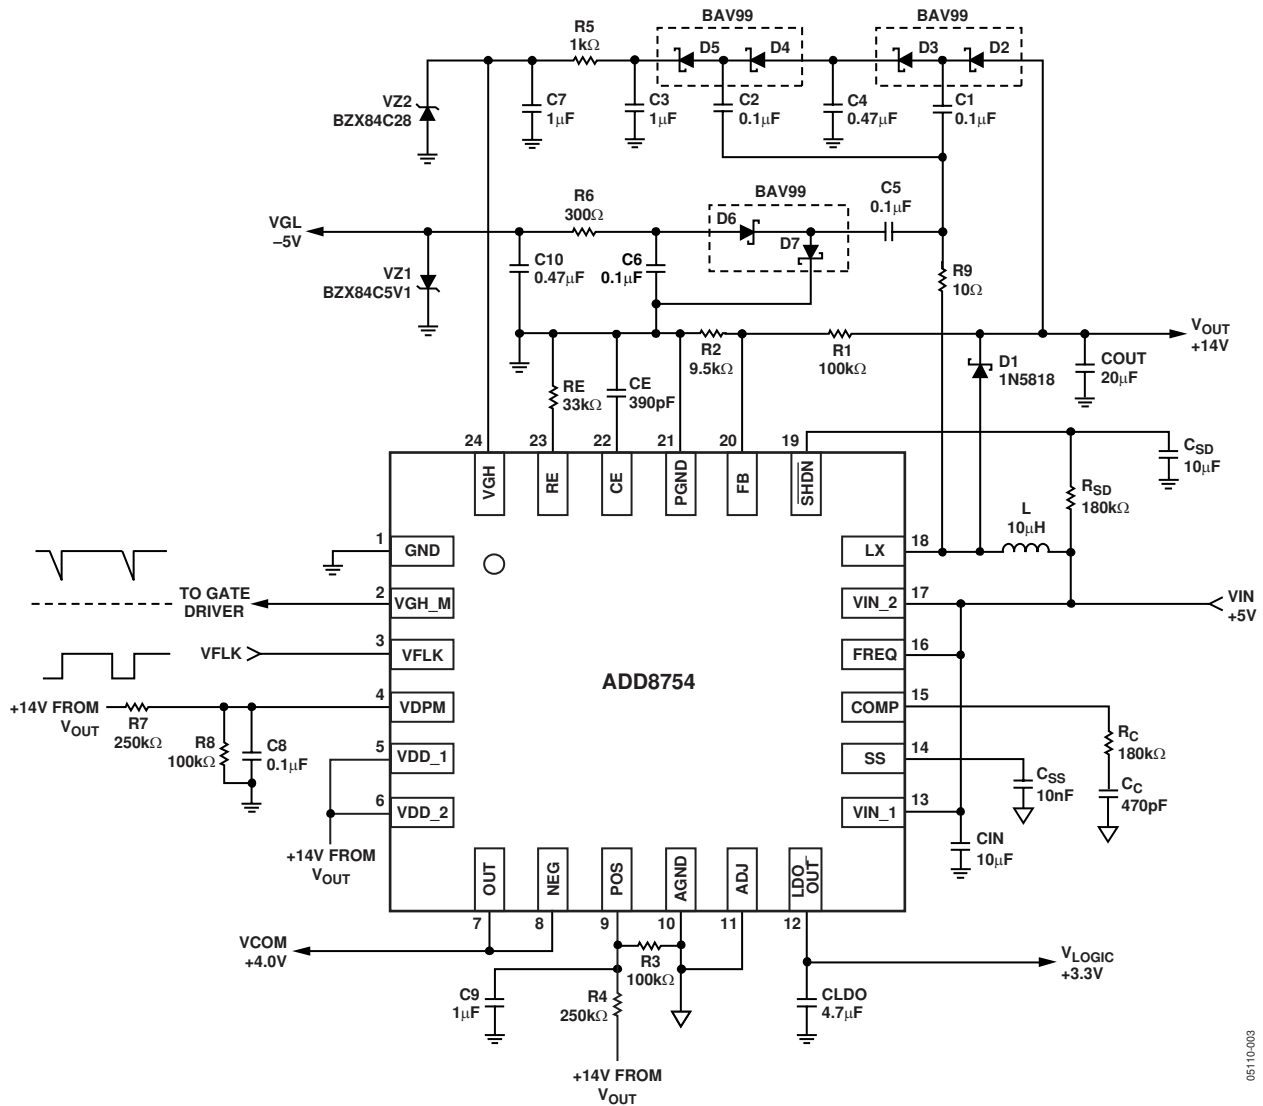 BAV99
BAV99
R5
1kΩ
D5
D4
D3
D2
VZ2
BZX84C28
C7
1μF
C3
1μF
C2
0.1μF
C4
0.47μF
C1
0.1μF
BAV99
C5
0.1μF
R6
300Ω
VGL
–5V
D6
D7
VZ1
BZX84C5V1
C10
0.47μF
C6
0.1μF
R9
10Ω
VOUT
+14V
R2
9.5kΩ
R1
100kΩ
D1
1N5818
COUT
20μF
RE
33kΩ
CE
390pF
24
23
22
21
20
19
VGH
RE
CE
PGND
FB
SHDN
CSD
10μF
RSD
180kΩ
L
10μH
1
GND
LX
18
TO GATE
DRIVER
2
VGH_M
VIN_2
17
VIN
+5V
VFLK
3
VFLK
FREQ
16
ADD8754
+14V FROM
VOUT
R7
250kΩ
4
VDPM
COMP
15
R8
100kΩ
C8
0.1μF
RC
180kΩ
5
VDD_1
SS
14
CSS
10nF
CC
470pF
6
VDD_2
VIN_1
13
+14V FROM
VOUT
CIN
10μF
OUT
NEG
POS
AGND
ADJ
LDO_OUT
7
8
9
10
11
12
VCOM
+4.0V
R3
100kΩ
VLOGIC
+3.3V
C9
1μF
R4
250kΩ
CLDO
4.7μF
+14V FROM
VOUT
05110-003